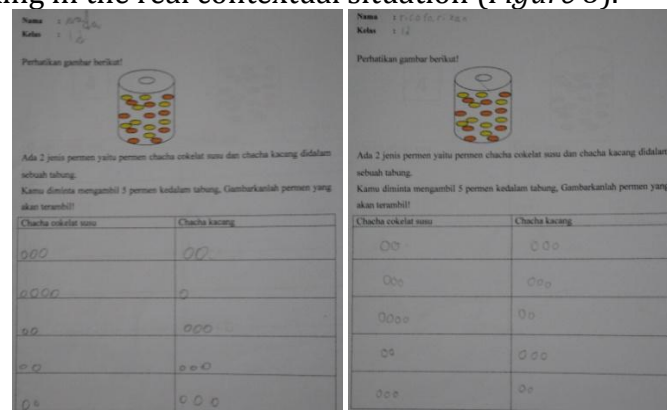 ing in the real contextual situation (Figure 3).
Nama :
Kelas : 12
Perhatikan gambar berikut!
Ada 2 jenis permen yaitu permen chacha cokelat susu dan chacha kacang didalam
sebuah tabung.
Kamu diminta mengambil 5 permen kedalam tabung, Gambarkanlah permen yang
akan terambil!
Chacha cokelat susu Chacha kacang
Nama :
Kelas : 12
Perhatikan gambar berikut!
Ada 2 jenis permen yaitu permen chacha cokelat susu dan chacha kacang didalam
sebuah tabung.
Kamu diminta mengambil 5 permen kedalam tabung, Gambarkanlah permen yang
akan terambil!
Chacha cokelat susu Chacha kacang